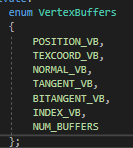 enum VertexBuffers
{
POSITION_VB,
TEXCOORD_VB,
NORMAL_VB,
TANGENT_VB,
BITANGENT_VB,
INDEX_VB,
NUM_BUFFERS
};